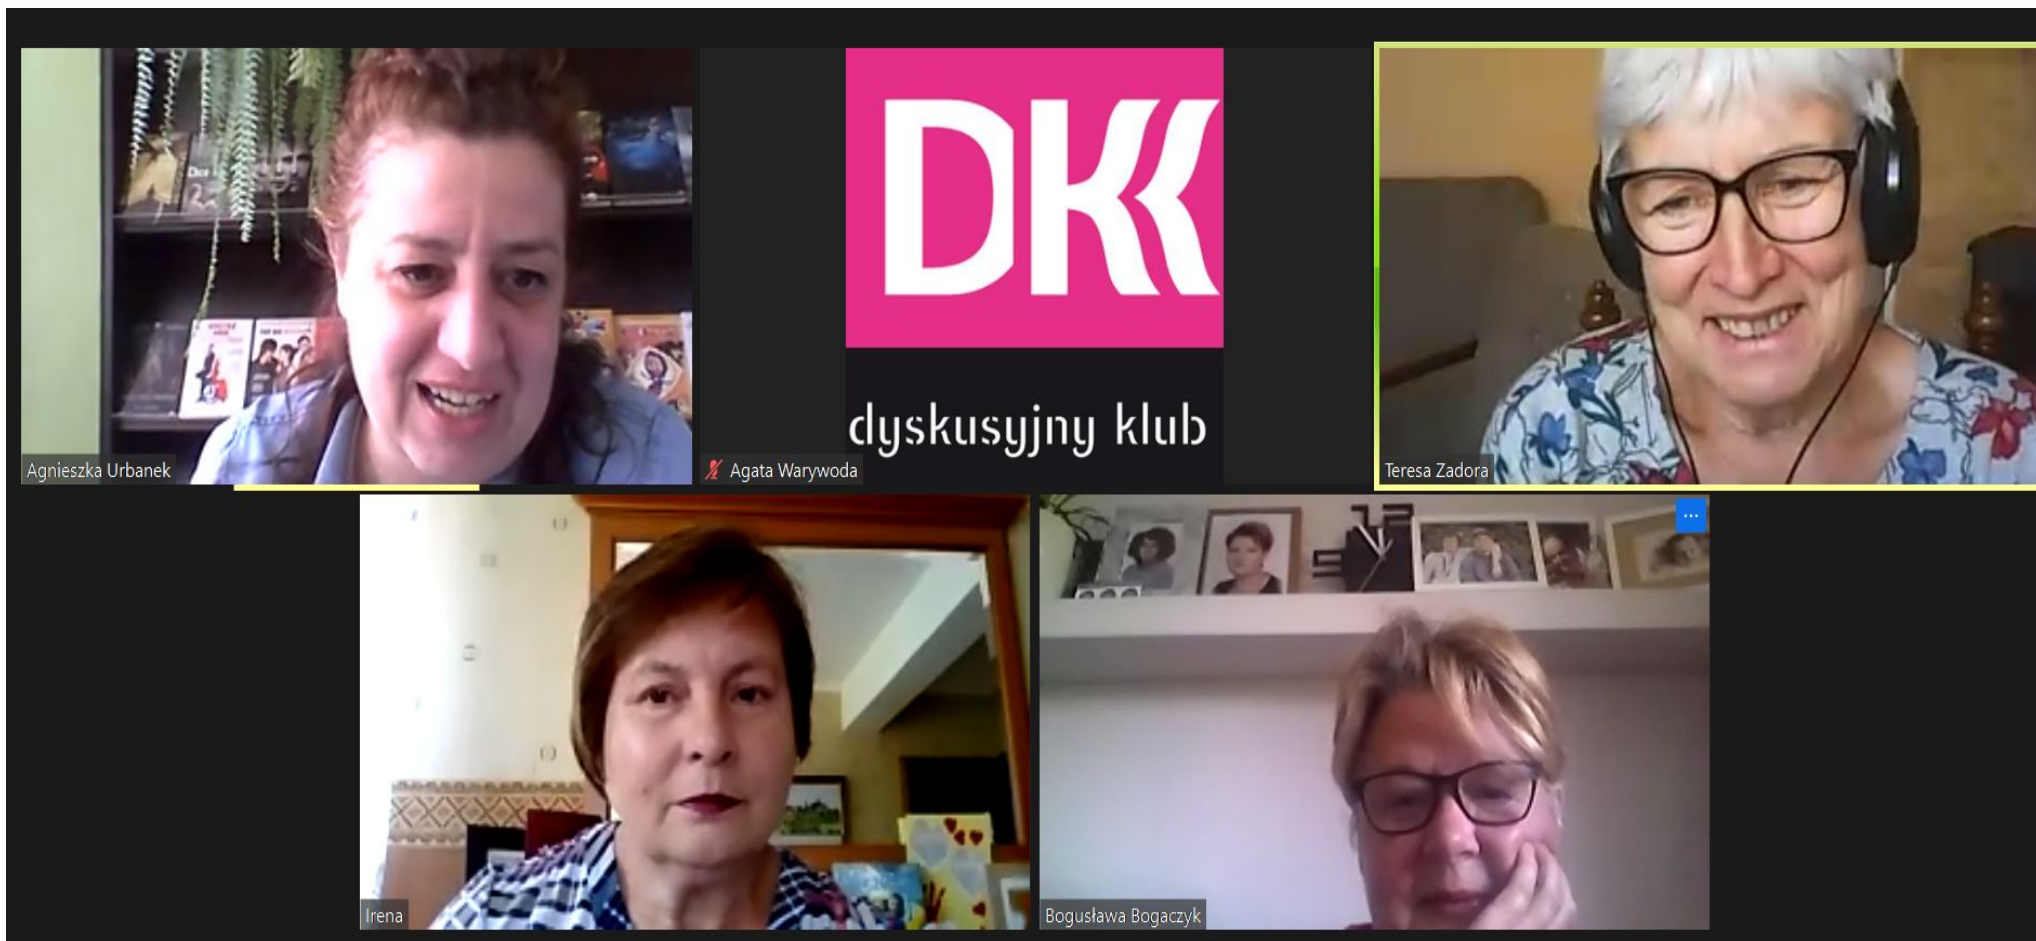 DKK
dyskusyjny klub
Agnieszka Urbanek
Agata Warywoda
Teresa Zadora
Irena
Bogusława Bogaczyk